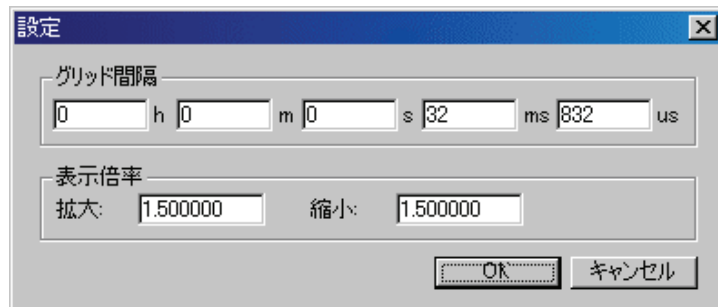 設定
グリッド間隔
0 h 0 m 0 s 32 ms 832 us
表示倍率
拡大: 1.500000 縮小: 1.500000
OK キャンセル